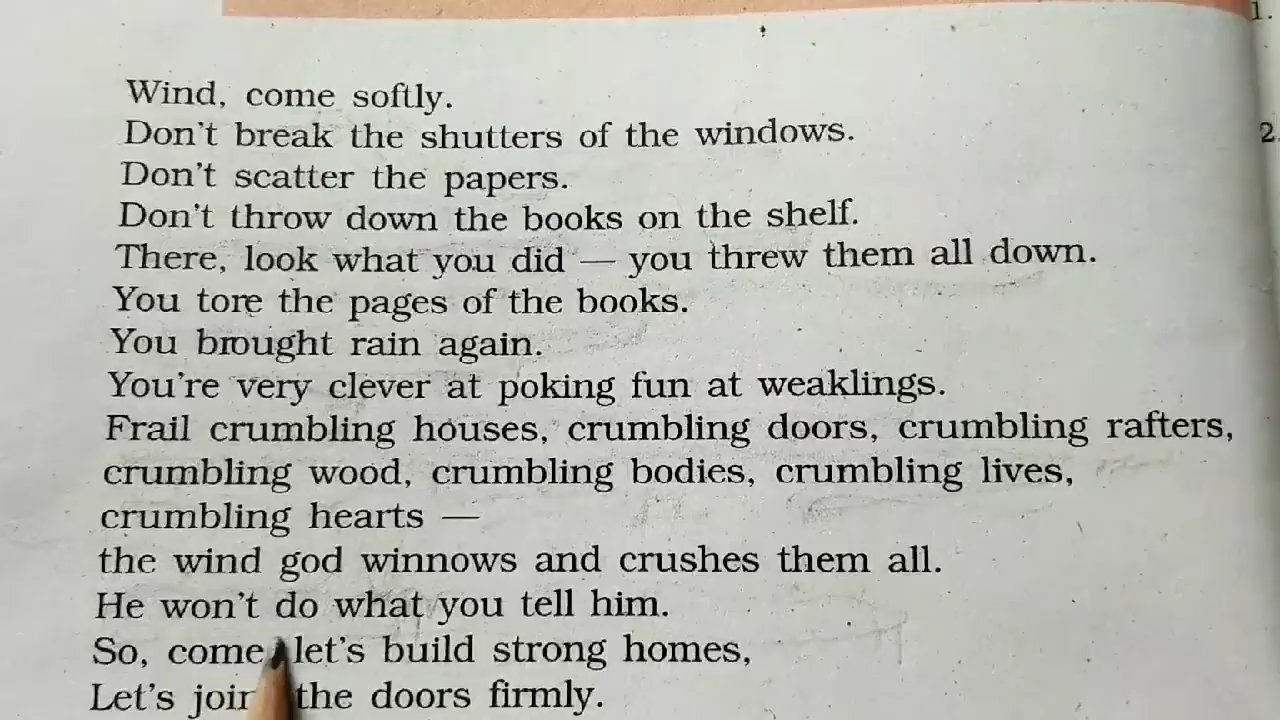 Wind, come softly.
Don't break the shutters of the windows.
Don't scatter the papers.
Don't throw down the books on the shelf.
There, look what you did — you threw them all down.
You tore the pages of the books.
You brought rain again.
You're very clever at poking fun at weaklings.
Frail crumbling houses, crumbling doors, crumbling rafters,
crumbling wood, crumbling bodies, crumbling lives,
crumbling hearts —
the wind god winnows and crushes them all.
He won't do what you tell him.
So, come, let's build strong homes,
Let's join the doors firmly.
1.
2.